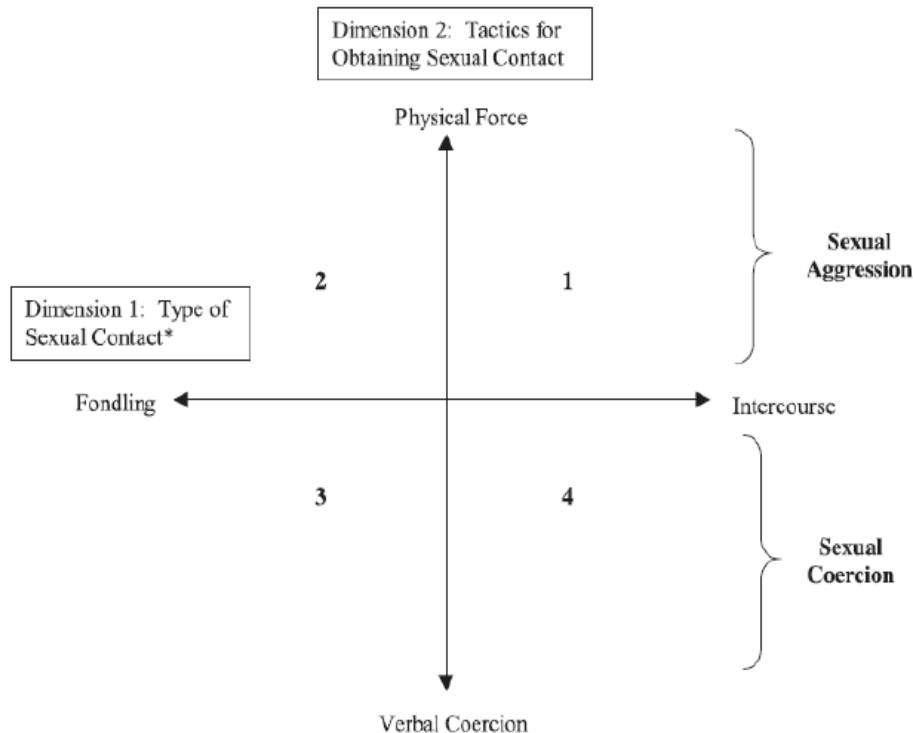 Dimension 2: Tactics for
Obtaining Sexual Contact
Physical Force
Sexual
Aggression
2
1
Dimension 1: Type of
Sexual Contact*
Fondling
Intercourse
3
4
Sexual
Coercion
Verbal Coercion